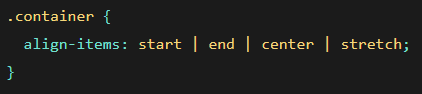 .container {
  align-items: start | end | center | stretch;
}